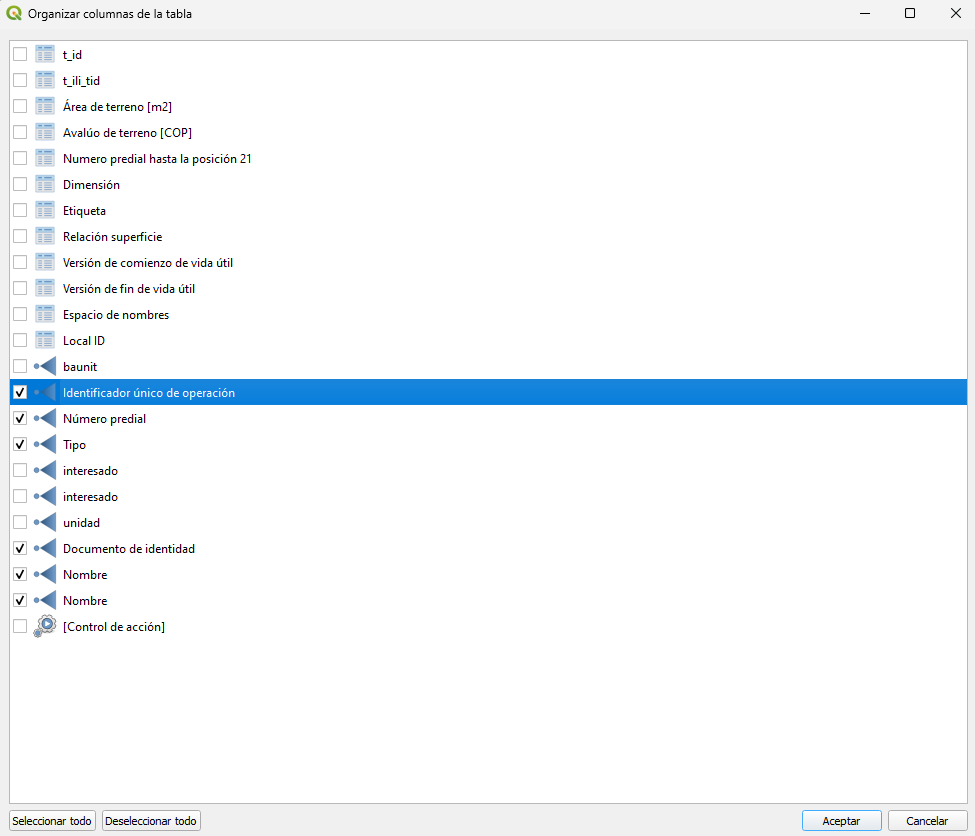 Organizar columnas de la tabla
t_id
t_ili_tid
Área de terreno [m2]
Avalúo de terreno [COP]
Numero predial hasta la posición 21
Dimensión
Etiqueta
Relación superficie
Versión de comienzo de vida útil
Versión de fin de vida útil
Espacio de nombres
Local ID
baunit
Identificador único de operación
Número predial
Tipo
interesado
interesado
unidad
Documento de identidad
Nombre
Nombre
[Control de acción]
Seleccionar todo Deseleccionar todo Aceptar Cancelar